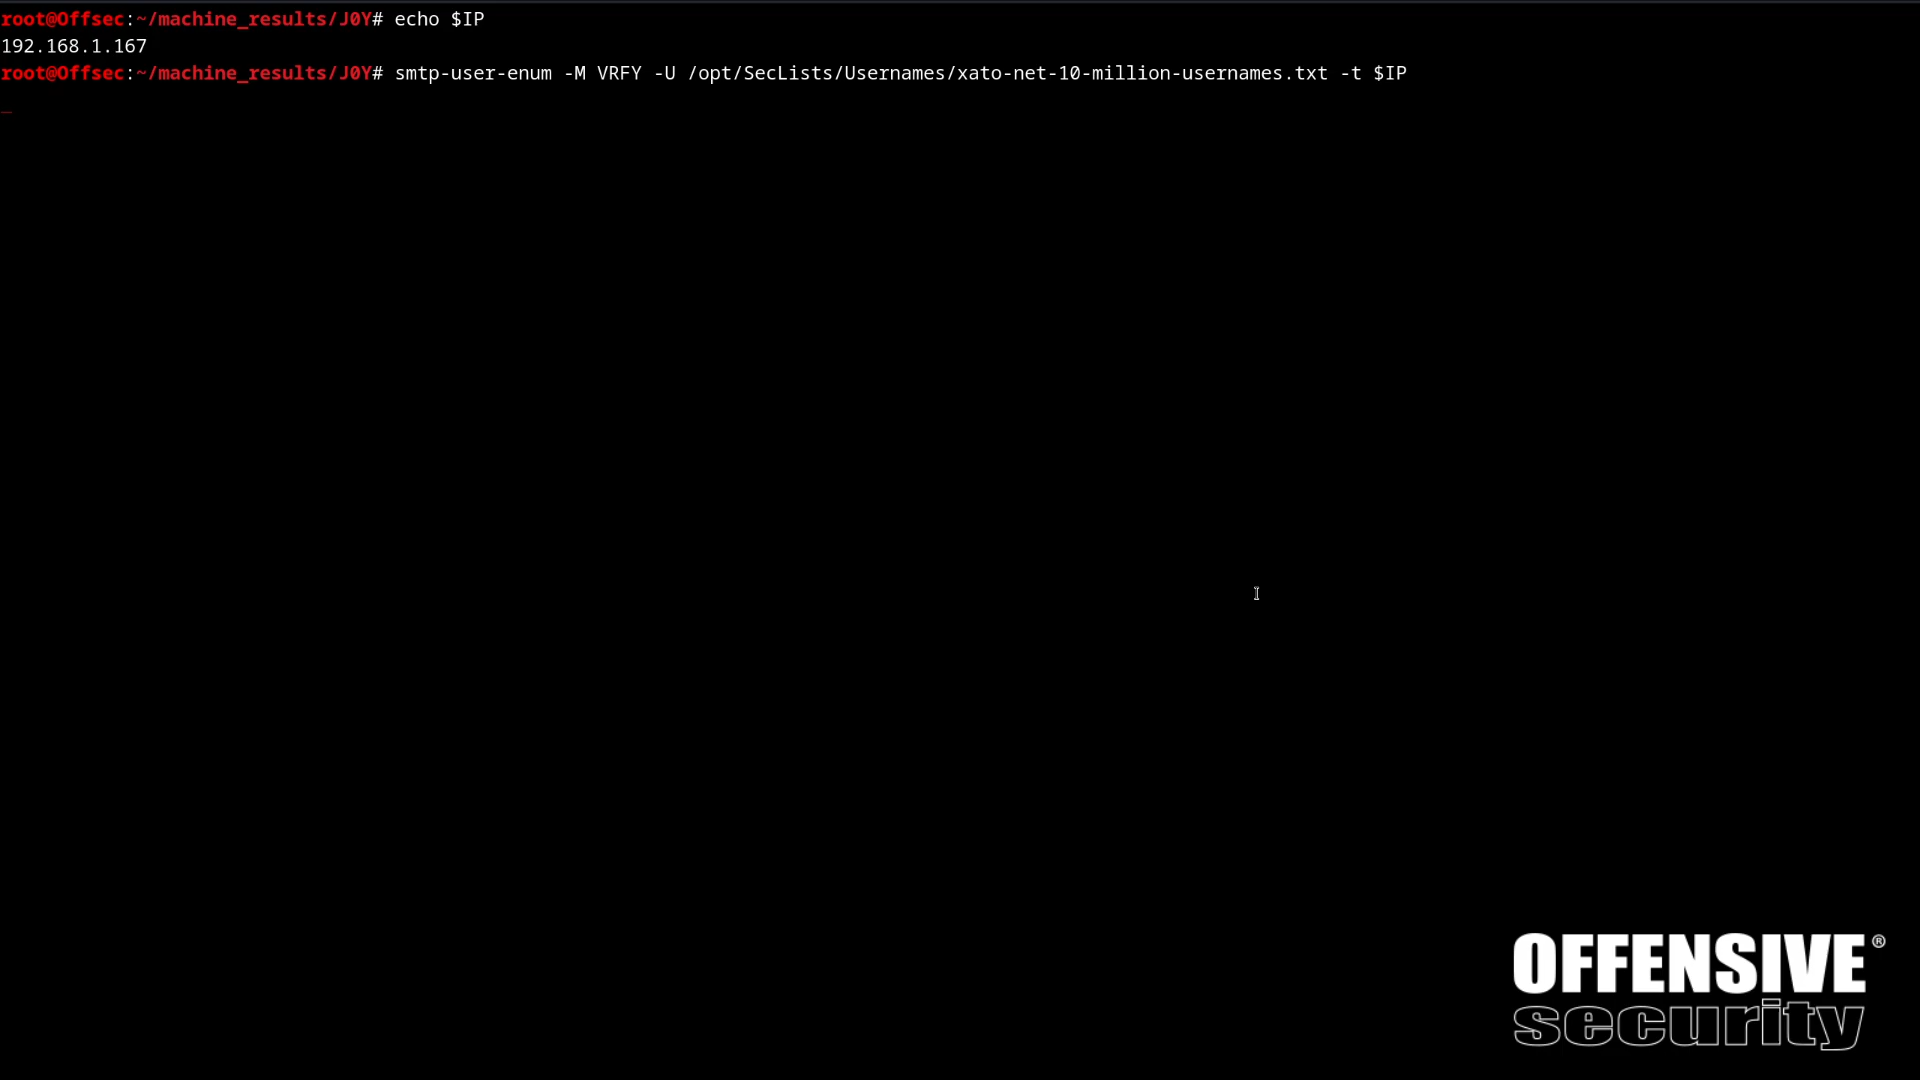 root@Offsec:~/machine_results/J0Y# echo $IP
192.168.1.167
root@Offsec:~/machine_results/J0Y# smtp-user-enum -M VRFY -U /opt/SecLists/Usernames/xato-net-10-million-usernames.txt -t $IP
OFFENSIVE®
security